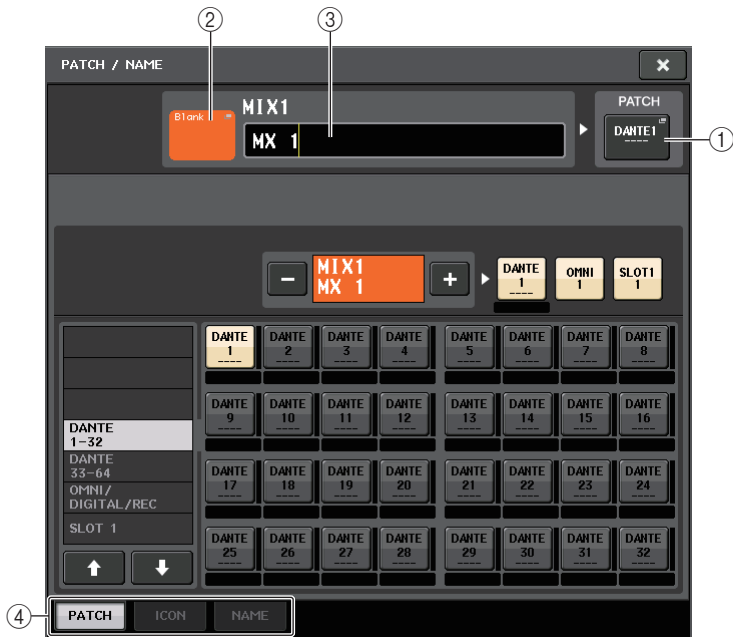 ② ③
PATCH / NAME ×
Blank MIX1 PATCH
MX 1 DANTE1 ①
----
MIX1 DANTE OMNI SLOT1
− MX 1 + 1 1 1
----
DANTE DANTE DANTE DANTE DANTE DANTE DANTE DANTE
1 2 3 4 5 6 7 8
---- ---- ---- ---- ---- ---- ---- ----
DANTE DANTE DANTE DANTE DANTE DANTE DANTE DANTE
9 10 11 12 13 14 15 16
---- ---- ---- ---- ---- ---- ---- ----
DANTE DANTE DANTE DANTE DANTE DANTE DANTE DANTE
17 18 19 20 21 22 23 24
---- ---- ---- ---- ---- ---- ---- ----
DANTE DANTE DANTE DANTE DANTE DANTE DANTE DANTE
25 26 27 28 29 30 31 32
---- ---- ---- ---- ---- ---- ---- ----
DANTE
1-32
DANTE
33-64
OMNI/
DIGITAL/REC
SLOT 1
④ PATCH ICON NAME